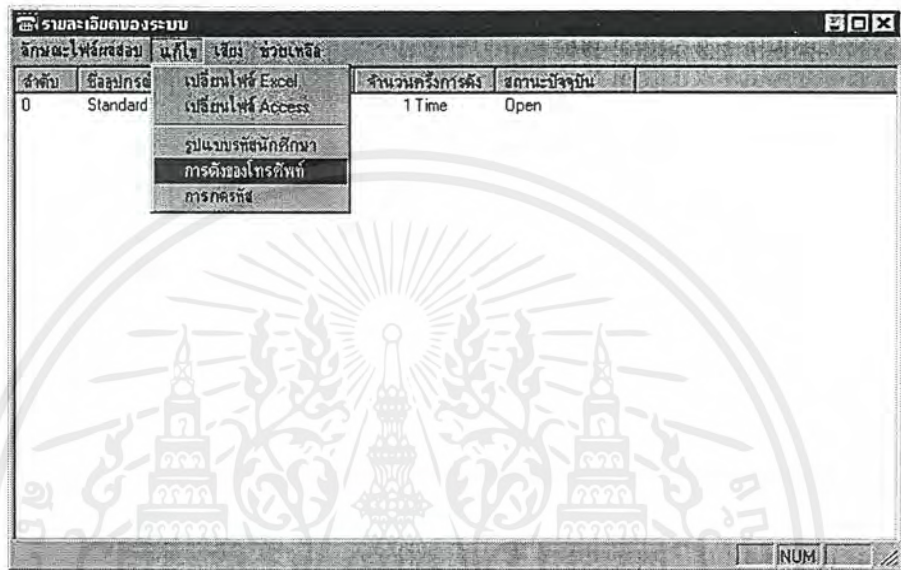 รายละเอียดของระบบ
ลักษณะไฟล์ผลสอบ แก้ไข เสียง ช่วยเหลือ
ลำดับ ชื่ออุปกรณ์ จำนวนครั้งการดัง สถานะปัจจุบัน
0 Standard 1 Time Open
เปลี่ยนไฟล์ Excel
เปลี่ยนไฟล์ Access
รูปแบบรหัสนักศึกษา
การดังของโทรศัพท์
การกดรหัส
NUM